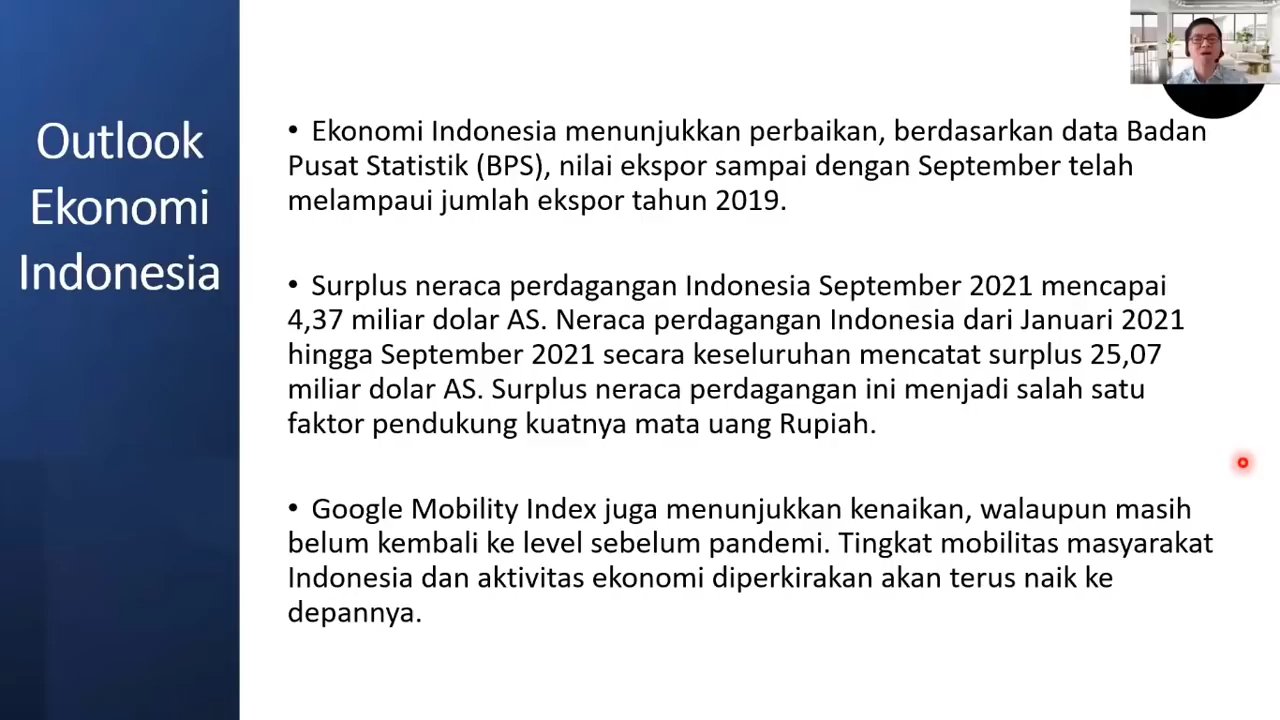 Outlook
Ekonomi
Indonesia
• Ekonomi Indonesia menunjukkan perbaikan, berdasarkan data Badan
Pusat Statistik (BPS), nilai ekspor sampai dengan September telah
melampaui jumlah ekspor tahun 2019.
• Surplus neraca perdagangan Indonesia September 2021 mencapai
4,37 miliar dolar AS. Neraca perdagangan Indonesia dari Januari 2021
hingga September 2021 secara keseluruhan mencatat surplus 25,07
miliar dolar AS. Surplus neraca perdagangan ini menjadi salah satu
faktor pendukung kuatnya mata uang Rupiah.
• Google Mobility Index juga menunjukkan kenaikan, walaupun masih
belum kembali ke level sebelum pandemi. Tingkat mobilitas masyarakat
Indonesia dan aktivitas ekonomi diperkirakan akan terus naik ke
depannya.